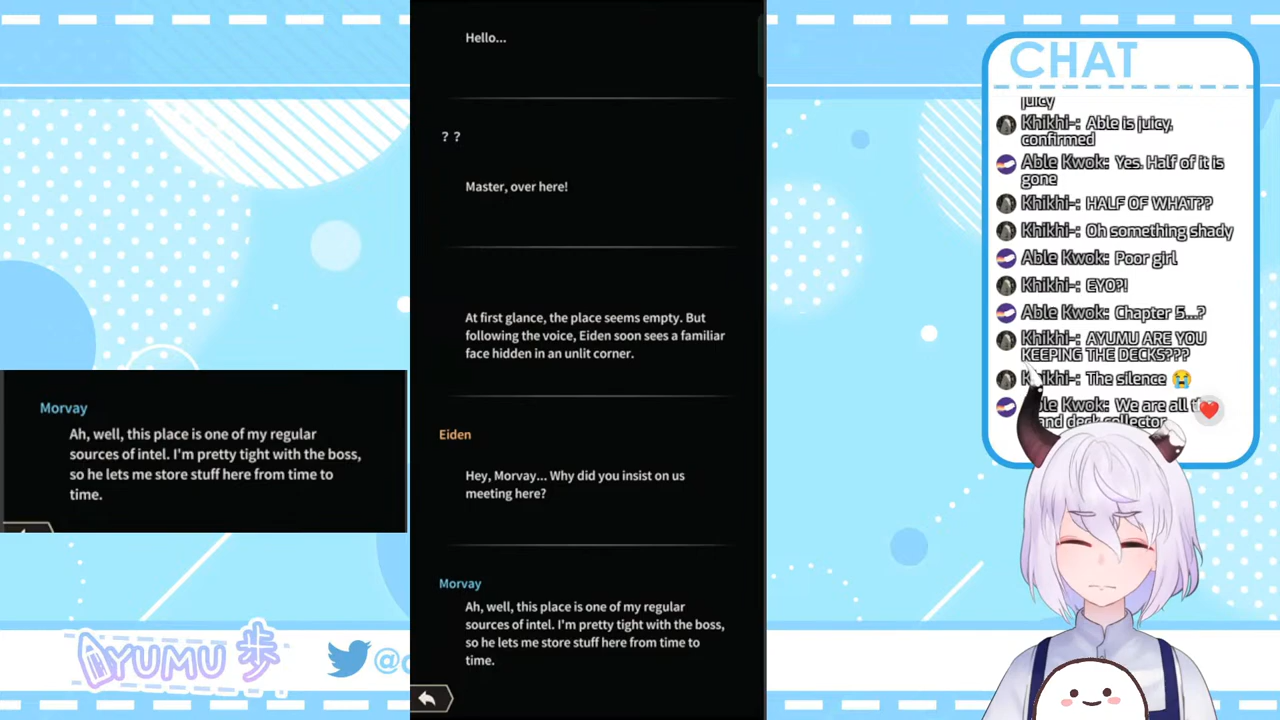 Hello...
? ?
Master, over here!
At first glance, the place seems empty. But
following the voice, Eiden soon sees a familiar
face hidden in an unlit corner.
Eiden
Hey, Morvay... Why did you insist on us
meeting here?
Morvay
Ah, well, this place is one of my regular
sources of intel. I'm pretty tight with the boss,
so he lets me store stuff here from time to
time.
Morvay
Ah, well, this place is one of my regular
sources of intel. I'm pretty tight with the boss,
so he lets me store stuff here from time to
time.
AYUMU 歩
CHAT
juicy
Khikhi-: Able is juicy,
confirmed
Able Kwok: Yes. Half of it is
gone
Khikhi-: HALF OF WHAT??
Khikhi-: Oh something shady
Able Kwok: Poor girl
Khikhi-: EYO?!
Able Kwok: Chapter 5...?
Khikhi-: AYUMU ARE YOU
KEEPING THE DECKS???
Khikhi-: The silence 😭
Able Kwok: We are all
and deck collector